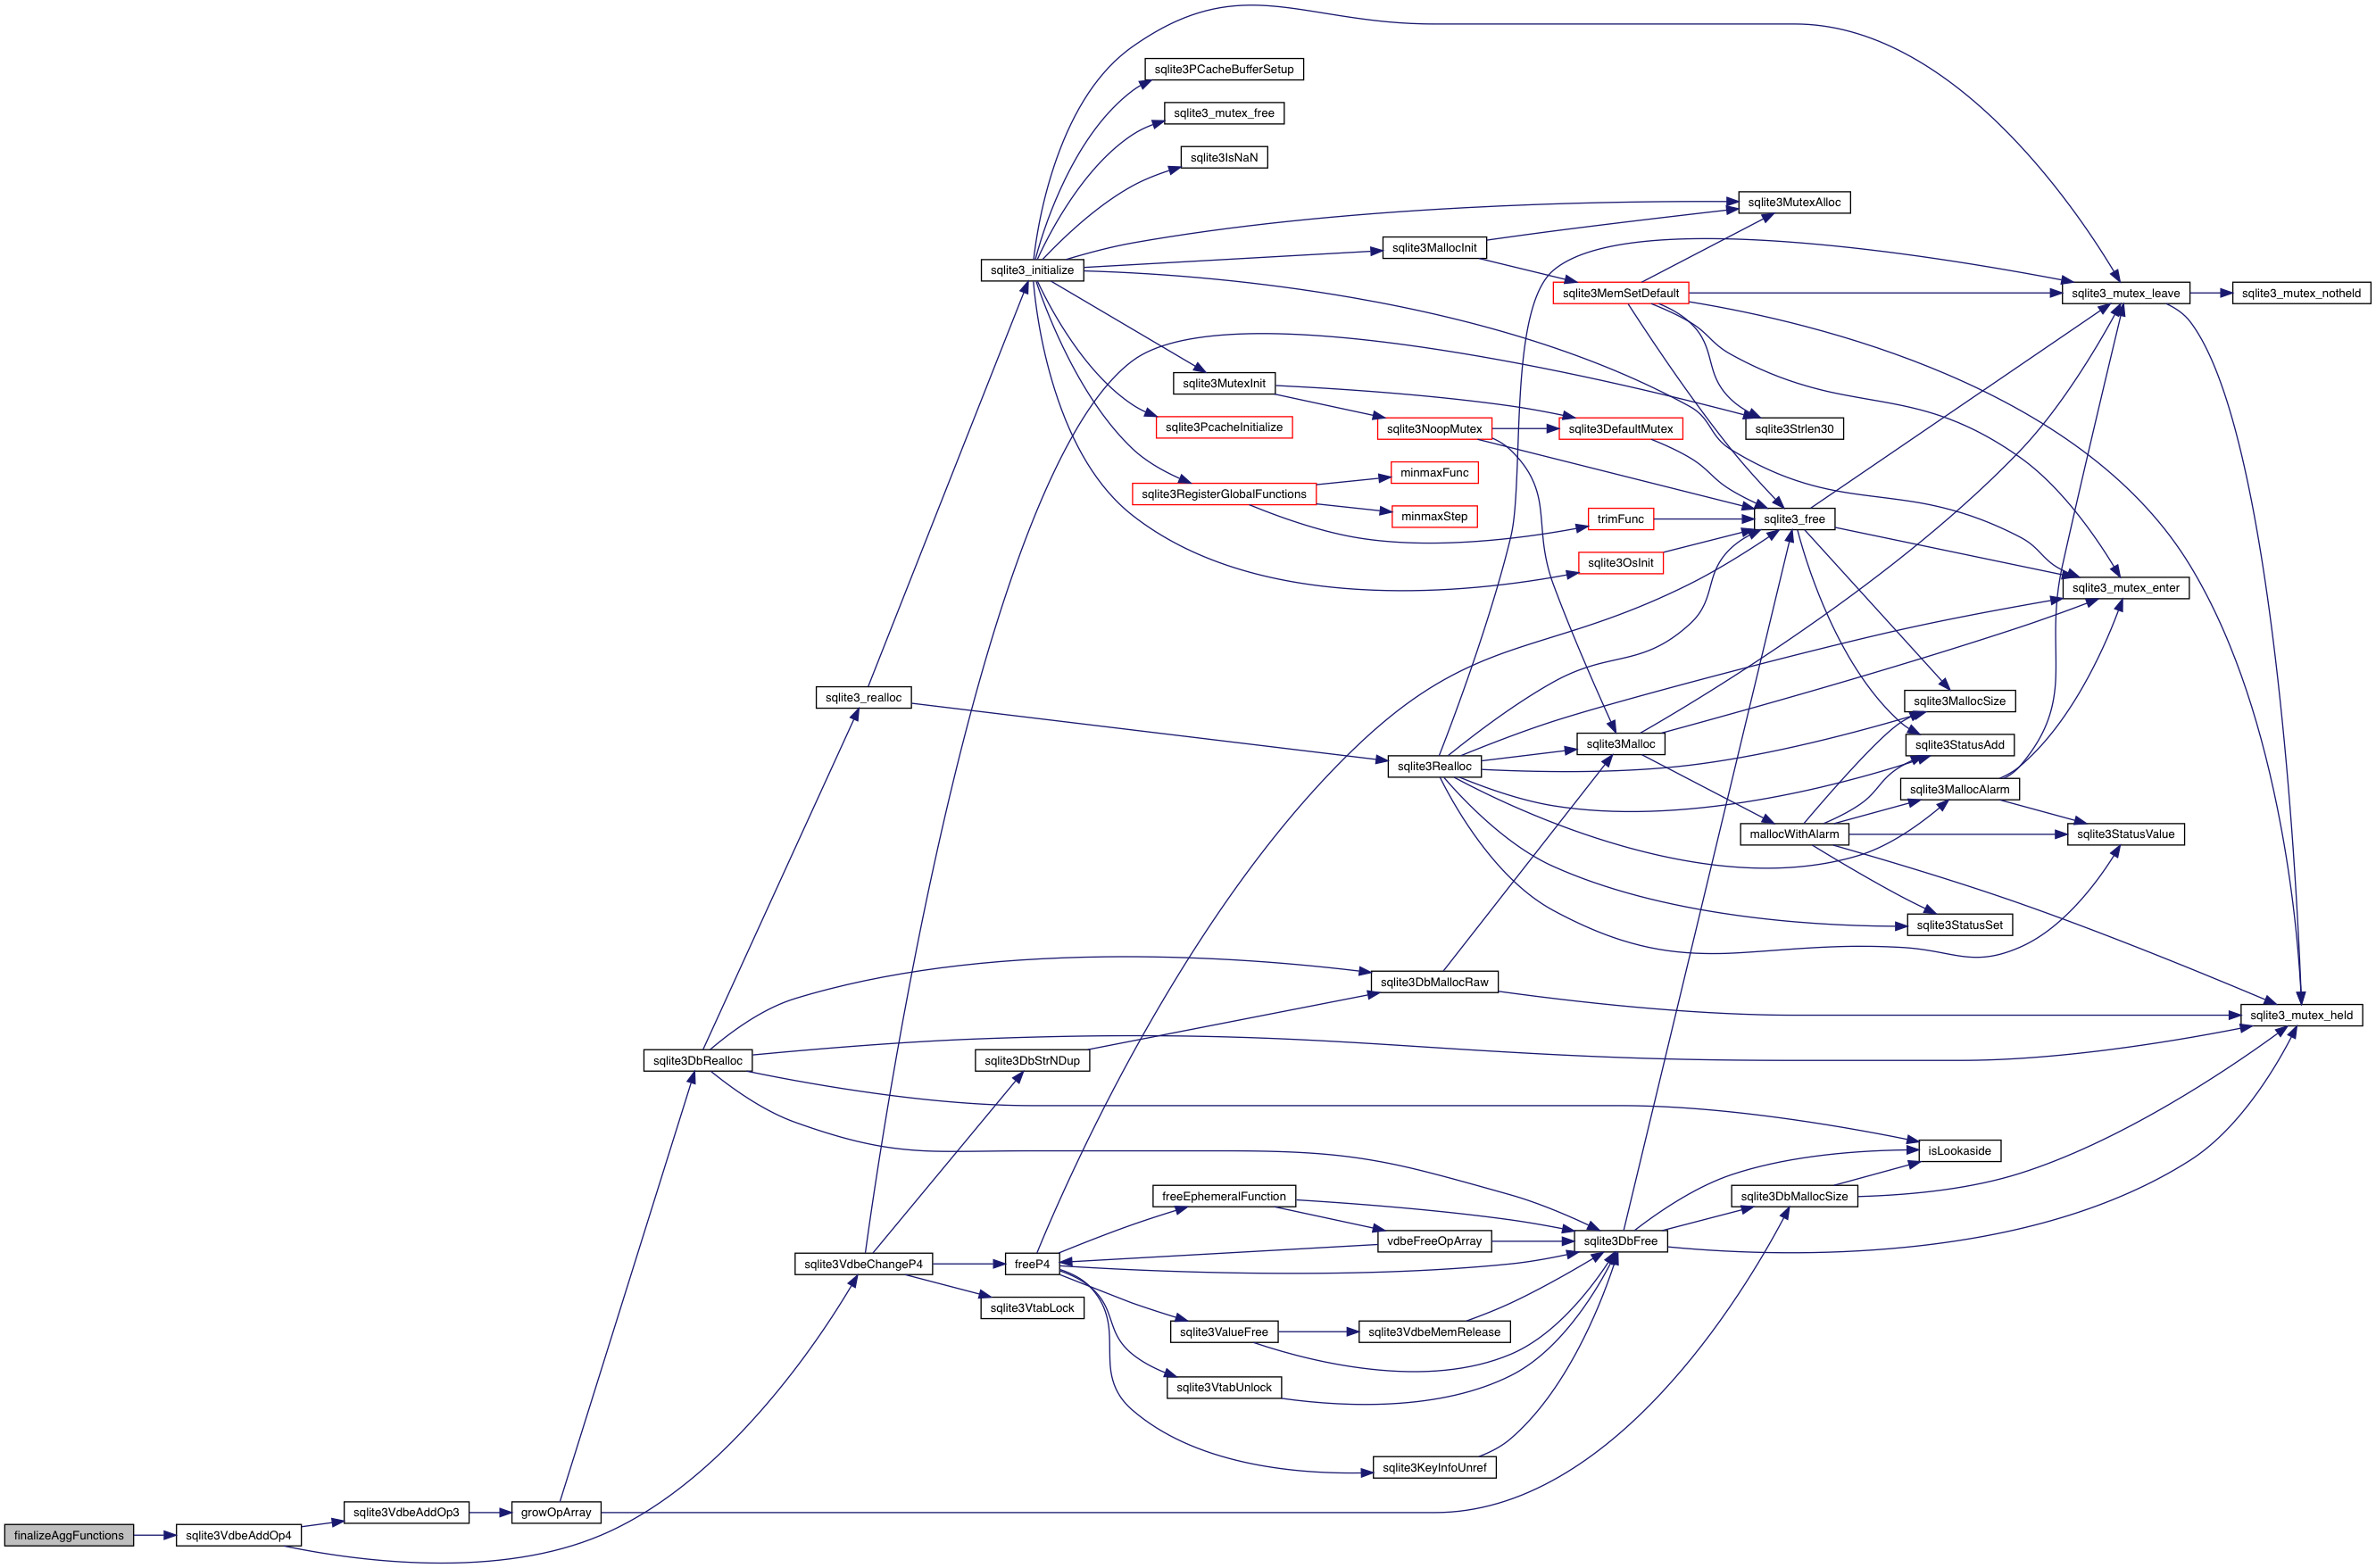 sqlite3PCacheBufferSetup
sqlite3_mutex_free
sqlite3IsNaN
sqlite3MutexAlloc
sqlite3MallocInit
sqlite3_initialize
sqlite3MemSetDefault
sqlite3_mutex_leave
sqlite3_mutex_notheld
sqlite3MutexInit
sqlite3PcacheInitialize
sqlite3NoopMutex
sqlite3DefaultMutex
sqlite3Strlen30
minmaxFunc
sqlite3RegisterGlobalFunctions
minmaxStep
trimFunc
sqlite3_free
sqlite3OsInit
sqlite3_mutex_enter
sqlite3_realloc
sqlite3MallocSize
sqlite3Malloc
sqlite3StatusAdd
sqlite3Realloc
sqlite3MallocAlarm
mallocWithAlarm
sqlite3StatusValue
sqlite3StatusSet
sqlite3DbMallocRaw
sqlite3_mutex_held
sqlite3DbRealloc
sqlite3DbStrNDup
isLookaside
freeEphemeralFunction
sqlite3DbMallocSize
vdbeFreeOpArray
sqlite3DbFree
sqlite3VdbeChangeP4
freeP4
sqlite3VtabLock
sqlite3ValueFree
sqlite3VdbeMemRelease
sqlite3VtabUnlock
sqlite3KeyInfoUnref
sqlite3VdbeAddOp3
growOpArray
finalizeAggFunctions
sqlite3VdbeAddOp4